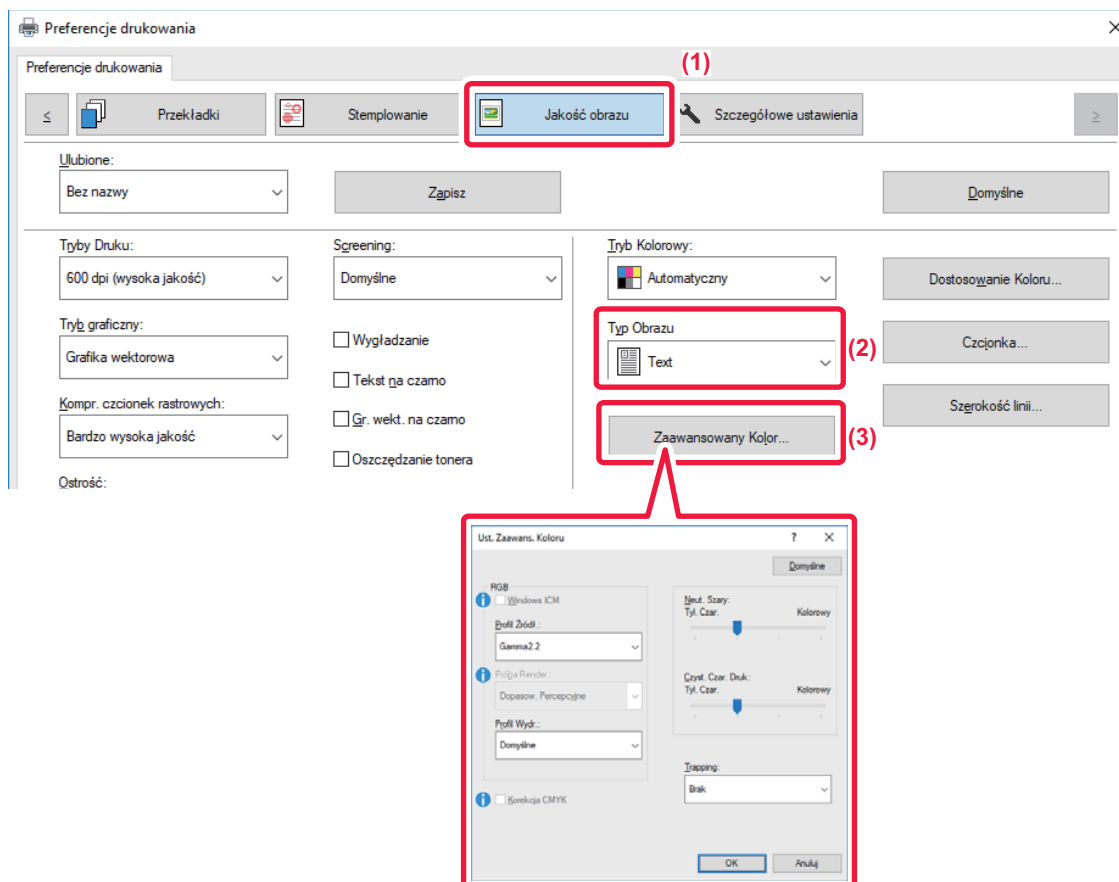 Preferencje drukowania
Preferencje drukowania
(1)
<
Przekładki
Stemplowanie
Jakość obrazu
Szczegółowe ustawienia
>
Ulubione:
Bez nazwy
Zapisz
Domyślne
Tryby Druku:
600 dpi (wysoka jakość)
Screening:
Domyślne
Tryb Kolorowy:
Automatyczny
Dostosowanie Koloru...
Tryb graficzny:
Grafika wektorowa
Wygładzanie
Tekst na czarno
Typ Obrazu
Text
(2)
Czcionka...
Kompr. czcionek rastrowych:
Bardzo wysoka jakość
Gr. wekt. na czarno
Oszczędzanie tonera
Zaawansowany Kolor...
(3)
Szerokość linii...
Ostrość:
Ust. Zaawans. Koloru
?
Domyślne
RGB
Windows ICM
Profil Źródł.:
Gamma2.2
Próba Render.:
Dopasow. Percepcyjne
Profil Wydr.:
Domyślne
Korekcja CMYK
Neut. Szary:
Tyl. Czar. Kolorowy
Czyst. Czar. Druk:
Tyl. Czar. Kolorowy
Trapping:
Brak
OK
Anuluj